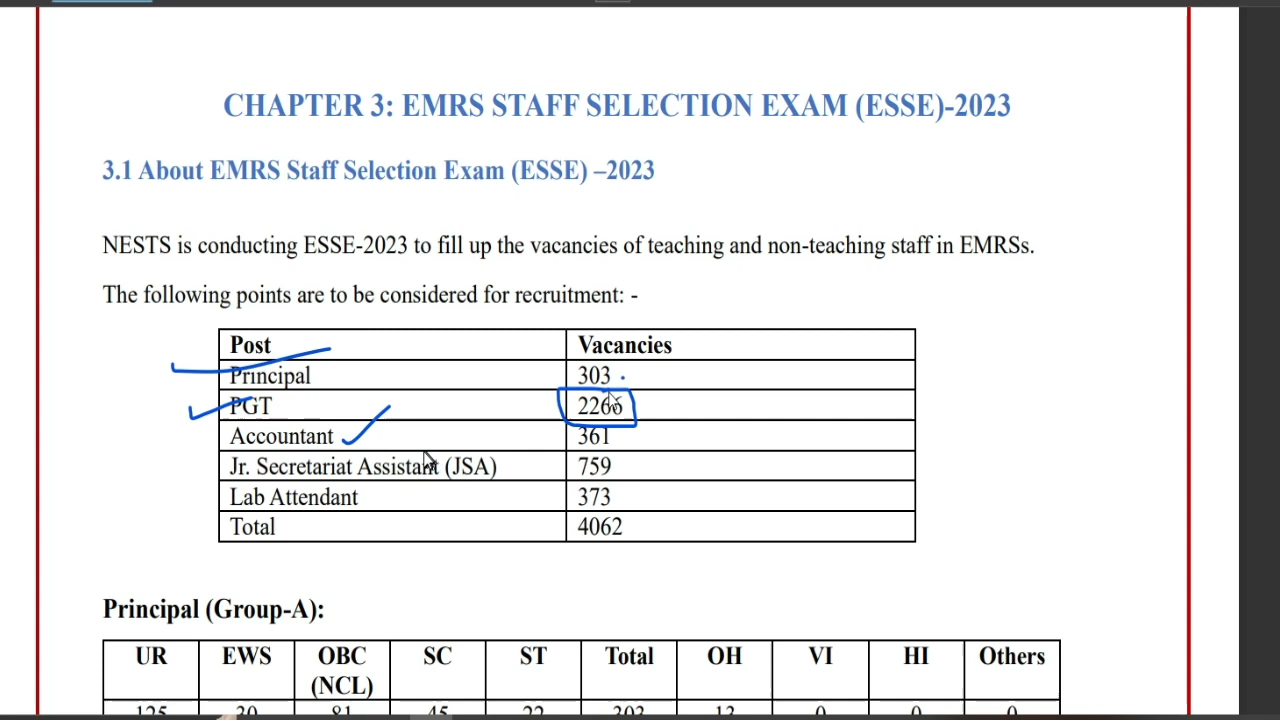 CHAPTER 3: EMRS STAFF SELECTION EXAM (ESSE)-2023
3.1 About EMRS Staff Selection Exam (ESSE) –2023
NESTS is conducting ESSE-2023 to fill up the vacancies of teaching and non-teaching staff in EMRSs.
The following points are to be considered for recruitment: -
Post Vacancies
Principal 303
PGT 2266
Accountant 361
Jr. Secretariat Assistant (JSA) 759
Lab Attendant 373
Total 4062
Principal (Group-A):
UR EWS OBC (NCL) SC ST Total OH VI HI Others